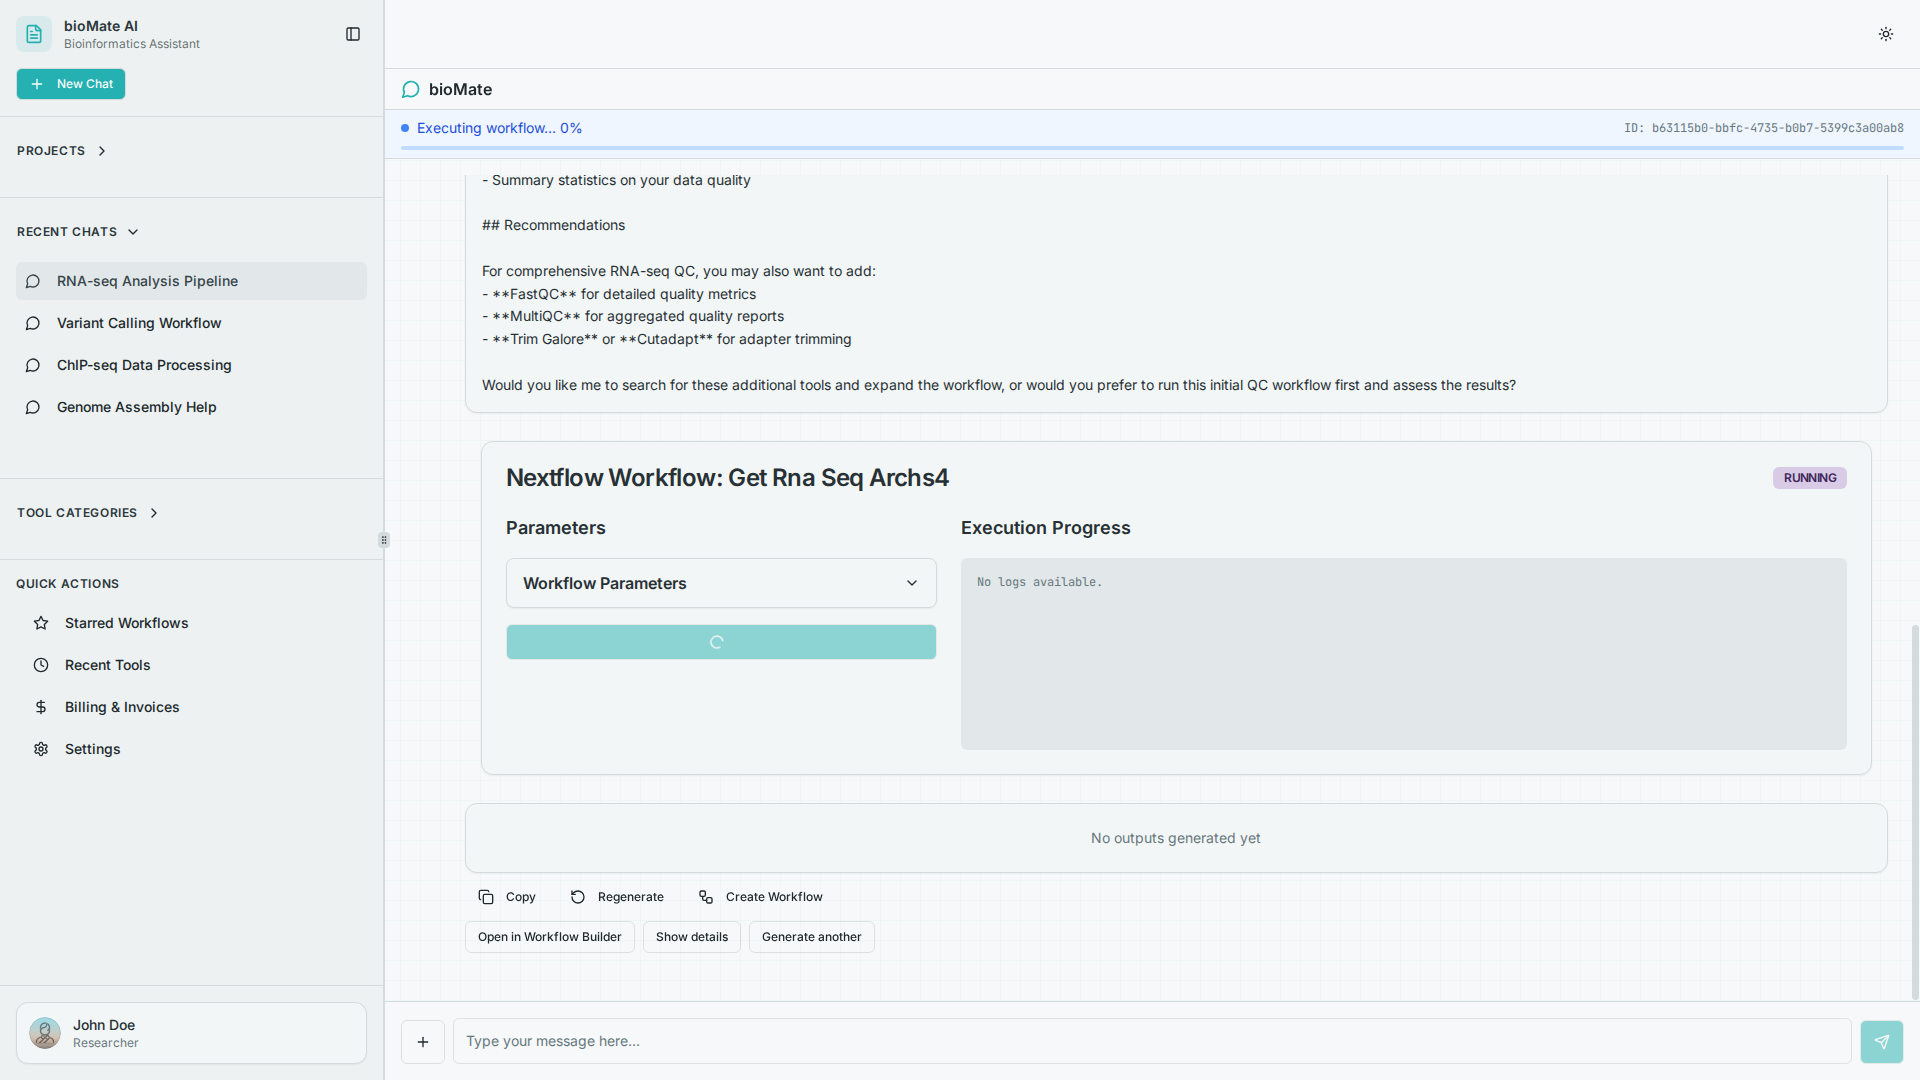 bioMate AI
Bioinformatics Assistant
New Chat
PROJECTS
RECENT CHATS
RNA-seq Analysis Pipeline
Variant Calling Workflow
ChIP-seq Data Processing
Genome Assembly Help
TOOL CATEGORIES
QUICK ACTIONS
Starred Workflows
Recent Tools
Billing & Invoices
Settings
John Doe
Researcher
bioMate
Executing workflow... 0%
ID: b63115b0-bbfc-4735-b0b7-5399c3a00ab8
- Summary statistics on your data quality
## Recommendations
For comprehensive RNA-seq QC, you may also want to add:
- **FastQC** for detailed quality metrics
- **MultiQC** for aggregated quality reports
- **Trim Galore** or **Cutadapt** for adapter trimming
Would you like me to search for these additional tools and expand the workflow, or would you prefer to run this initial QC workflow first and assess the results?
Nextflow Workflow: Get Rna Seq Archs4
RUNNING
Parameters
Workflow Parameters
Execution Progress
No logs available.
No outputs generated yet
Copy
Regenerate
Create Workflow
Open in Workflow Builder
Show details
Generate another
Type your message here...